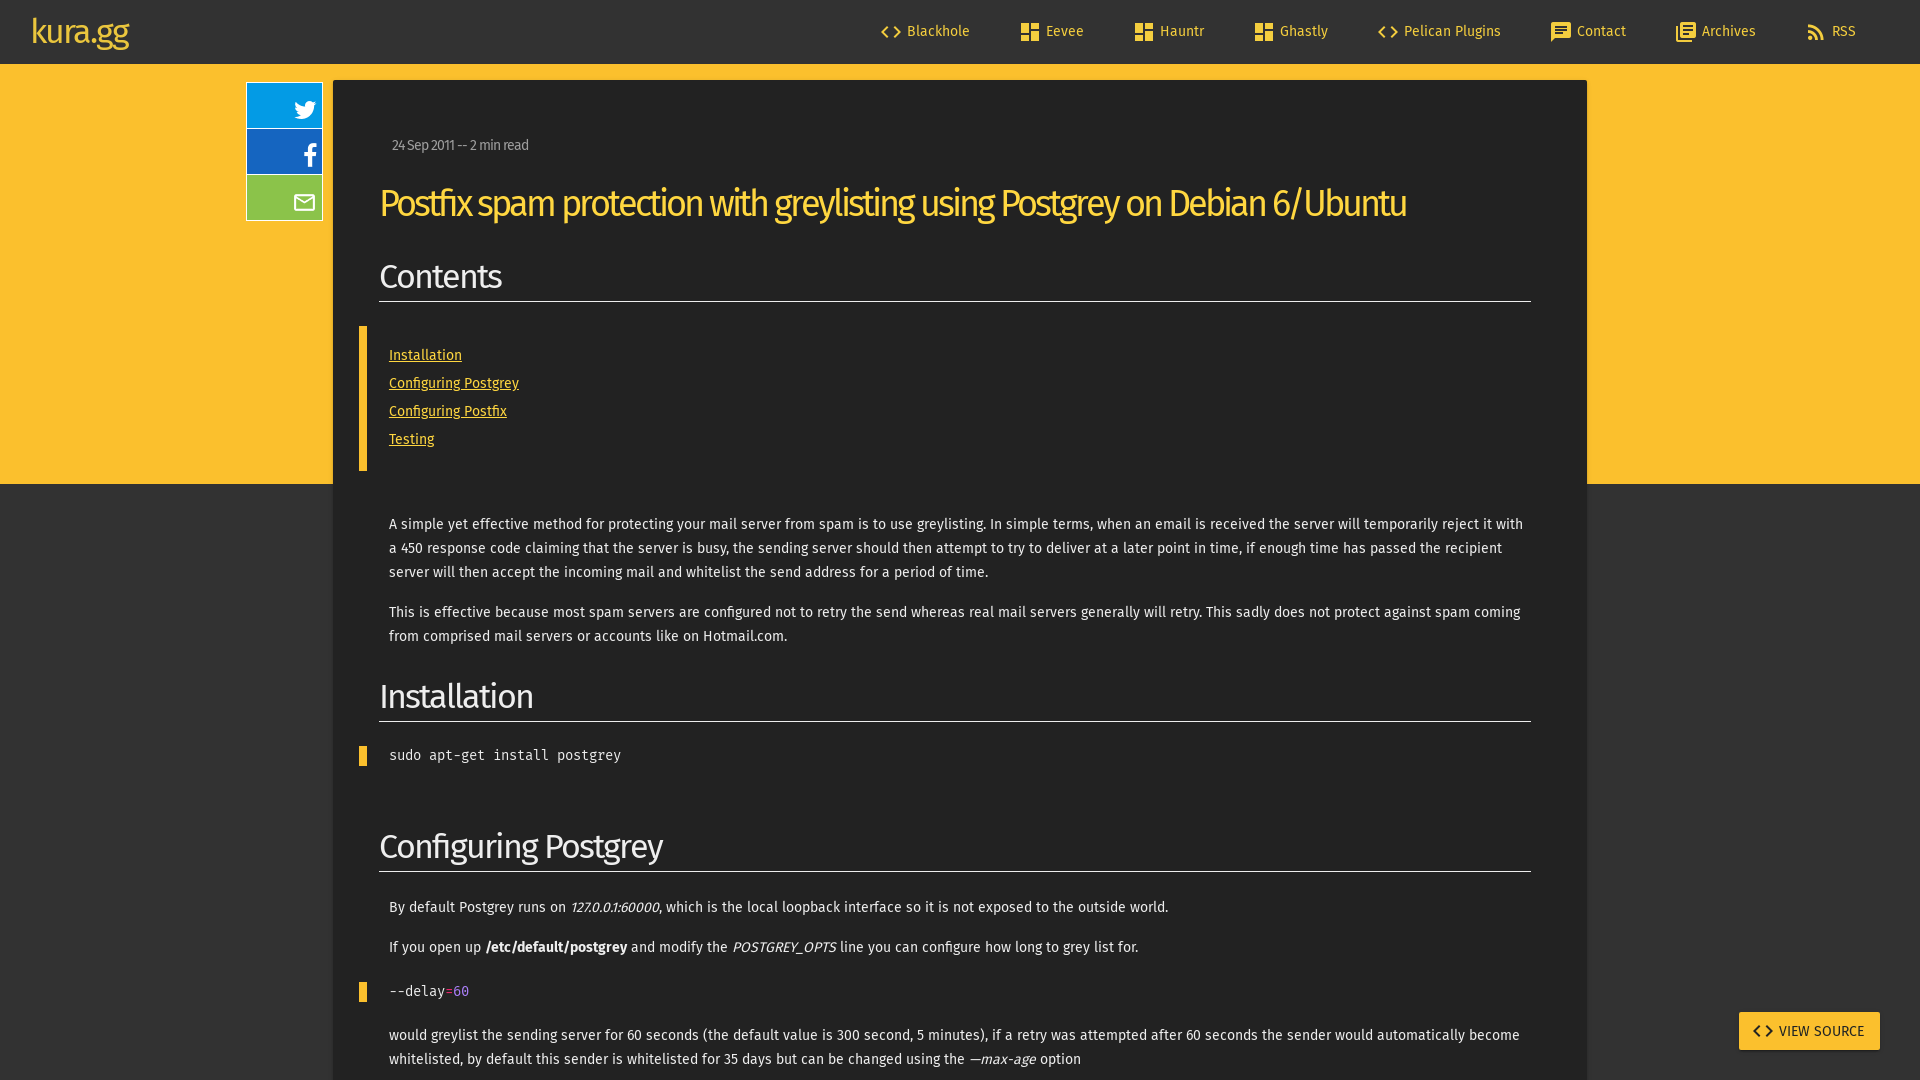 kura.gg
Blackhole
Eevee
Hauntr
Ghastly
Pelican Plugins
Contact
Archives
RSS
24 Sep 2011 -- 2 min read
Postfix spam protection with greylisting using Postgrey on Debian 6/Ubuntu
Contents
Installation
Configuring Postgrey
Configuring Postfix
Testing
A simple yet effective method for protecting your mail server from spam is to use greylisting. In simple terms, when an email is received the server will temporarily reject it with
a 450 response code claiming that the server is busy, the sending server should then attempt to try to deliver at a later point in time, if enough time has passed the recipient
server will then accept the incoming mail and whitelist the send address for a period of time.
This is effective because most spam servers are configured not to retry the send whereas real mail servers generally will retry. This sadly does not protect against spam coming
from comprised mail servers or accounts like on Hotmail.com.
Installation
sudo apt-get install postgrey
Configuring Postgrey
By default Postgrey runs on 127.0.0.1:60000, which is the local loopback interface so it is not exposed to the outside world.
If you open up /etc/default/postgrey and modify the POSTGREY_OPTS line you can configure how long to grey list for.
--delay=60
would greylist the sending server for 60 seconds (the default value is 300 second, 5 minutes), if a retry was attempted after 60 seconds the sender would automatically become
whitelisted, by default this sender is whitelisted for 35 days but can be changed using the —max-age option
VIEW SOURCE